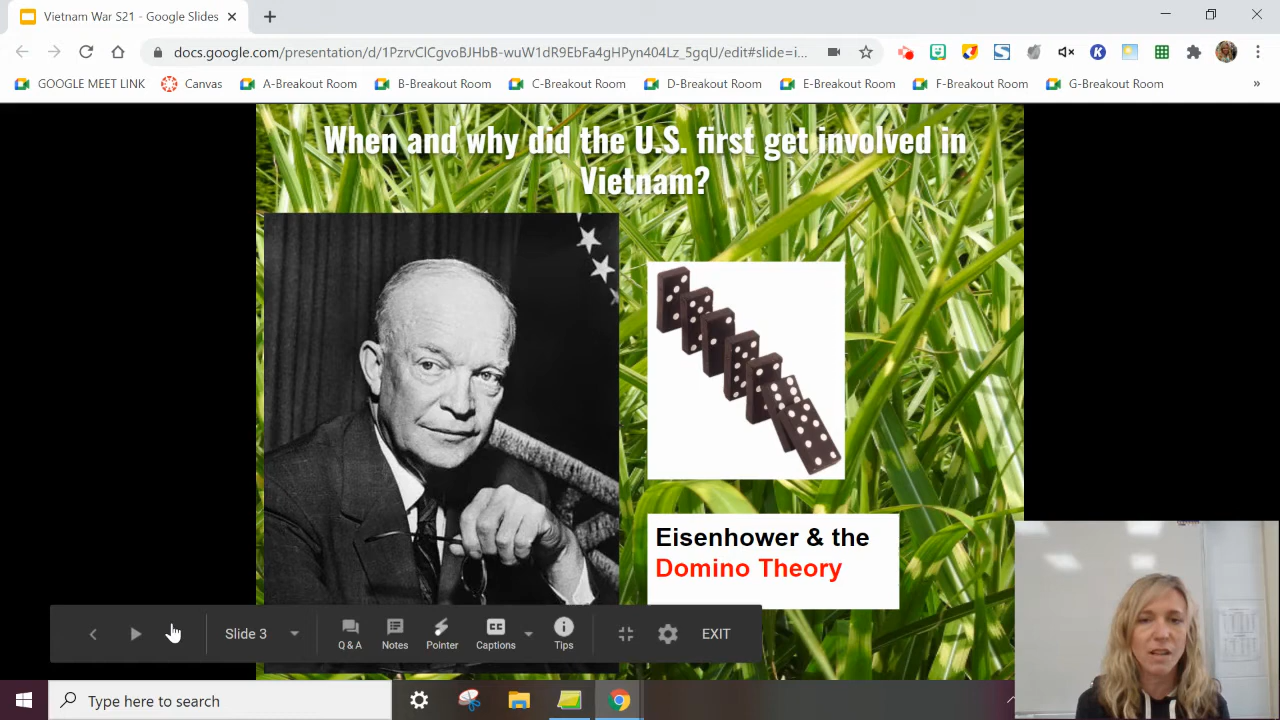 Vietnam War S21 - Google Slides
docs.google.com/presentation/d/1PzrvClCgvoBJHbB-wuW1dR9EbFa4gHPyn404Lz_5gqU/edit#slide=i...
GOOGLE MEET LINK Canvas A-Breakout Room B-Breakout Room C-Breakout Room D-Breakout Room E-Breakout Room F-Breakout Room G-Breakout Room »
When and why did the U.S. first get involved in
Vietnam?
Eisenhower & the
Domino Theory
Slide 3 Q & A Notes Pointer Captions Tips EXIT
Type here to search